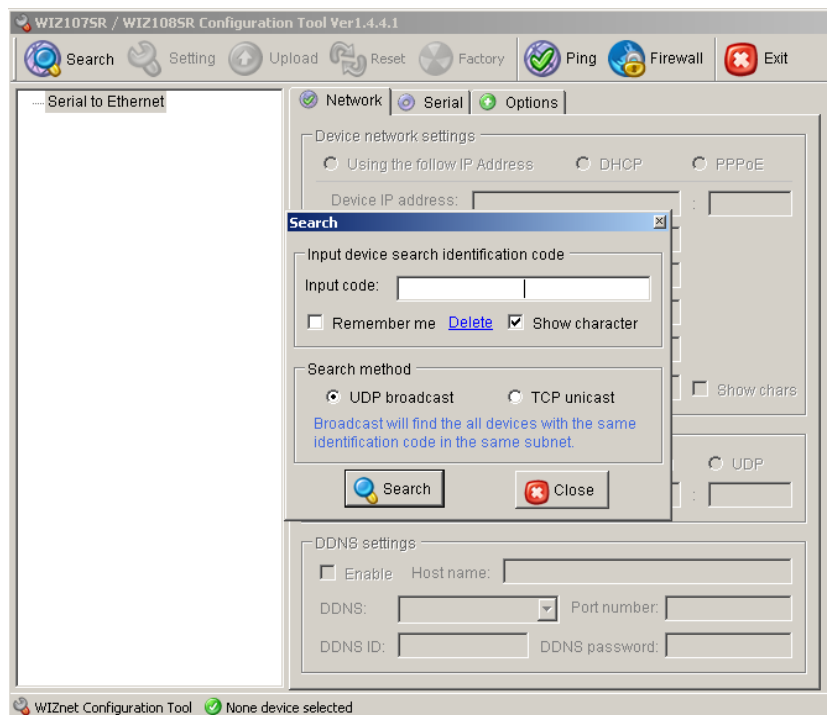 WIZ107SR / WIZ108SR Configuration Tool Ver1.4.4.1
Search Setting Upload Reset Factory Ping Firewall Exit
Serial to Ethernet
Network Serial Options
Device network settings
Using the follow IP Address DHCP PPPoE
Device IP address: :
Search
Input device search identification code
Input code:
Remember me Delete Show character
Search method
UDP broadcast TCP unicast
Broadcast will find the all devices with the same
identification code in the same subnet.
Search Close
Show chars
UDP
:
DDNS settings
Enable Host name:
DDNS: Port number:
DDNS ID: DDNS password:
WIZnet Configuration Tool None device selected